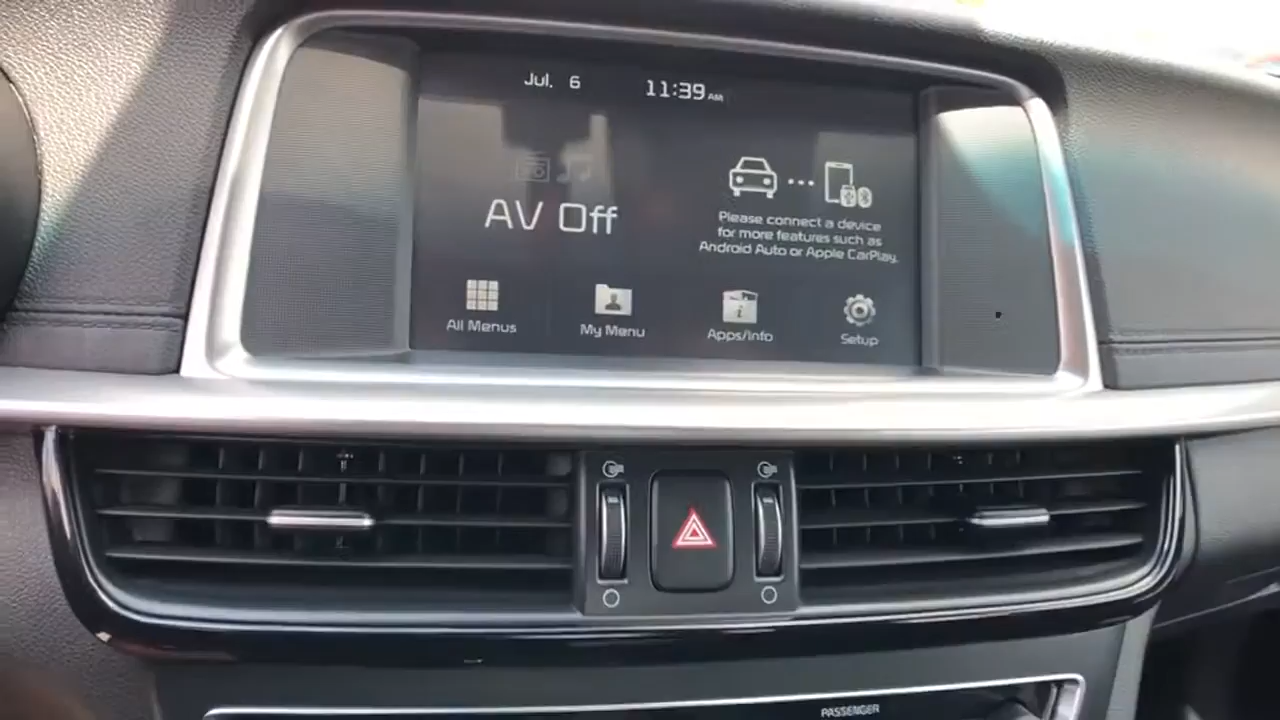 Jul. 6 11:39 AM
AV Off
Please connect a device
for more features such as
Android Auto or Apple CarPlay.
All Menus My Menu Apps/Info Setup
PASSENGER